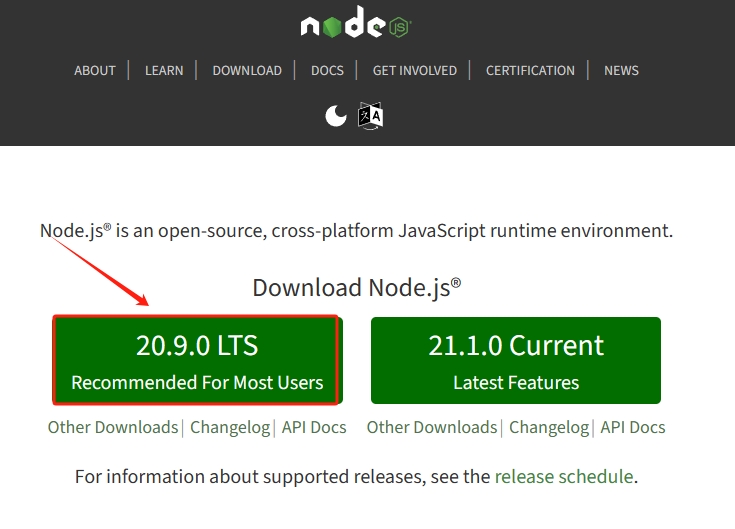 node JS
ABOUT | LEARN | DOWNLOAD | DOCS | GET INVOLVED | CERTIFICATION | NEWS
文 A
Node.js® is an open-source, cross-platform JavaScript runtime environment.
Download Node.js®
20.9.0 LTS
Recommended For Most Users
21.1.0 Current
Latest Features
Other Downloads | Changelog | API Docs Other Downloads | Changelog | API Docs
For information about supported releases, see the release schedule.